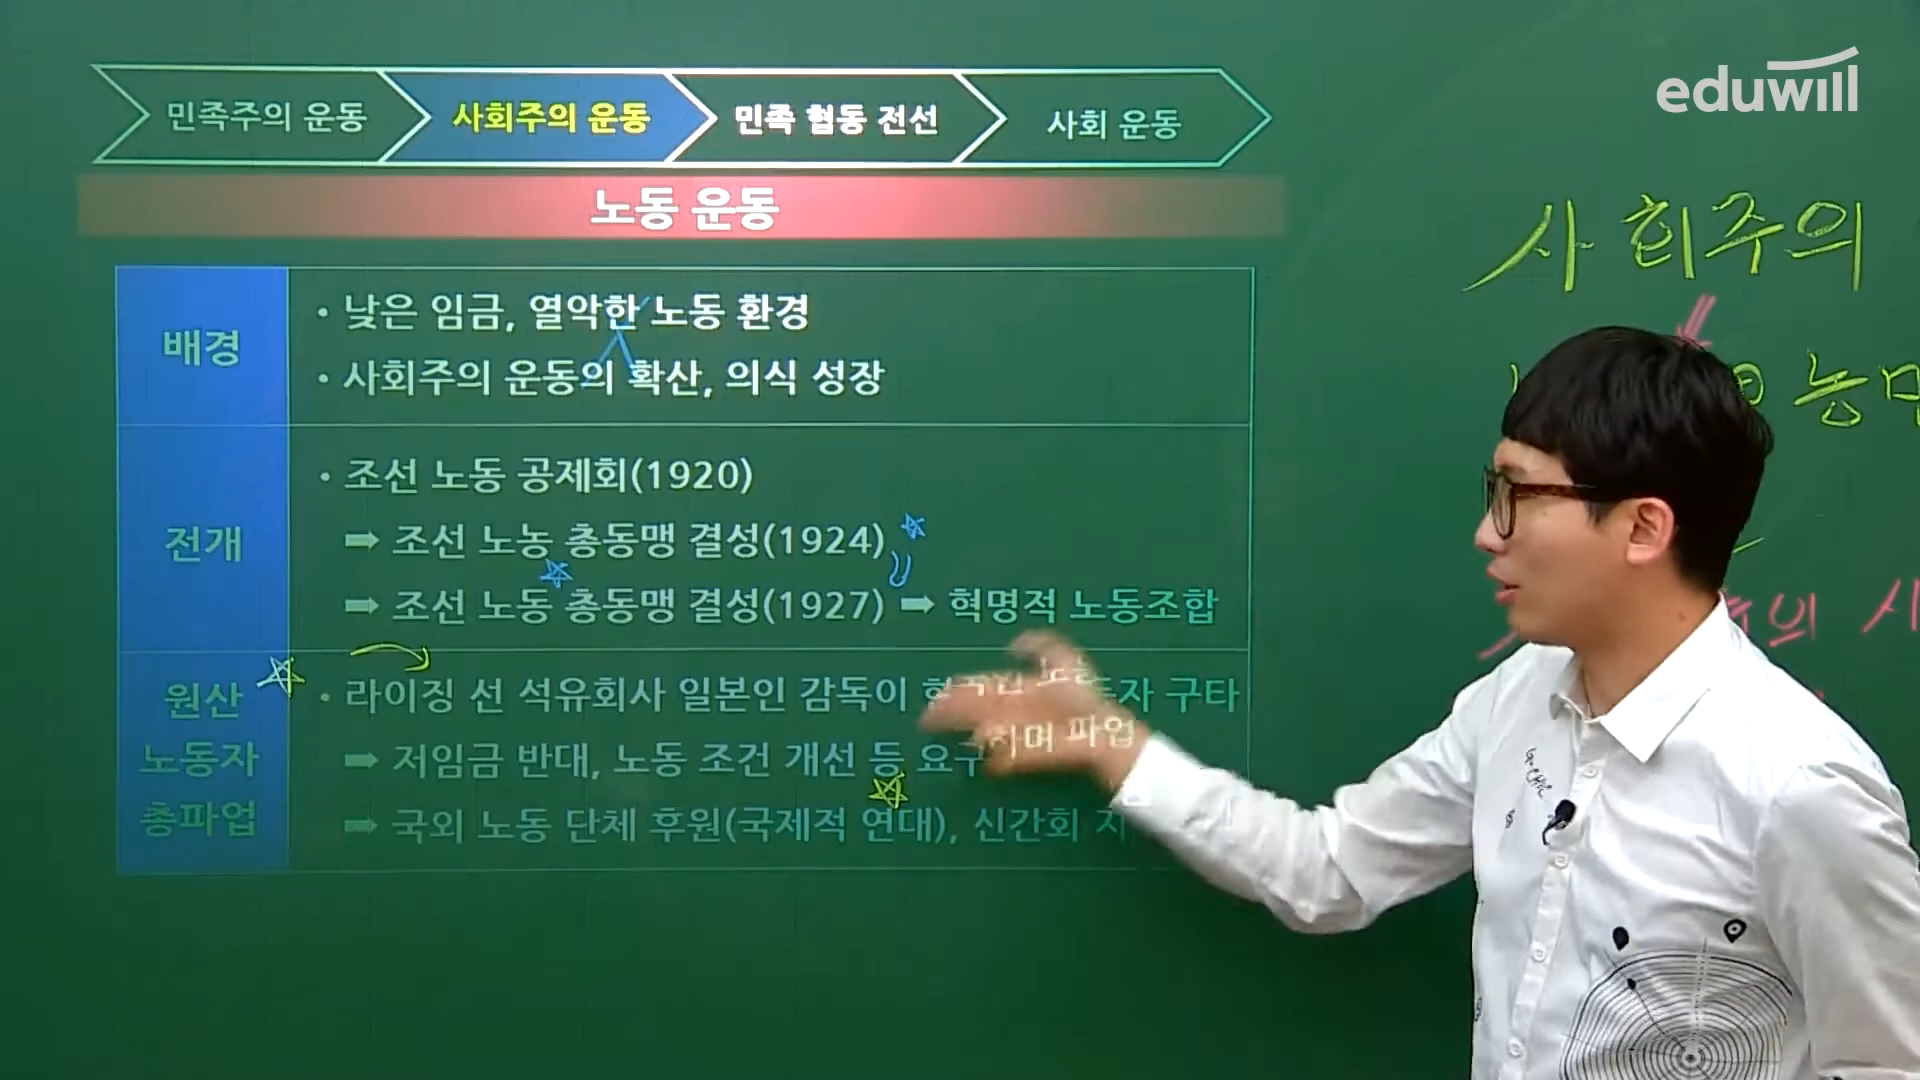 eduwill
민족주의 운동
사회주의 운동
민족 협동 전선
사회 운동
노동 운동
배경
• 낮은 임금, 열악한 노동 환경
• 사회주의 운동의 확산, 의식 성장
전개
• 조선 노동 공제회(1920)
➡ 조선 노농 총동맹 결성(1924)
➡ 조선 노동 총동맹 결성(1927) ➡ 혁명적 노동조합
원산
노동자
총파업
• 라이징 선 석유회사 일본인 감독이 구타
➡ 저임금 반대, 노동 조건 개선 등 요구 파업
➡ 국외 노동 단체 후원(국제적 연대), 신간회
사회주의